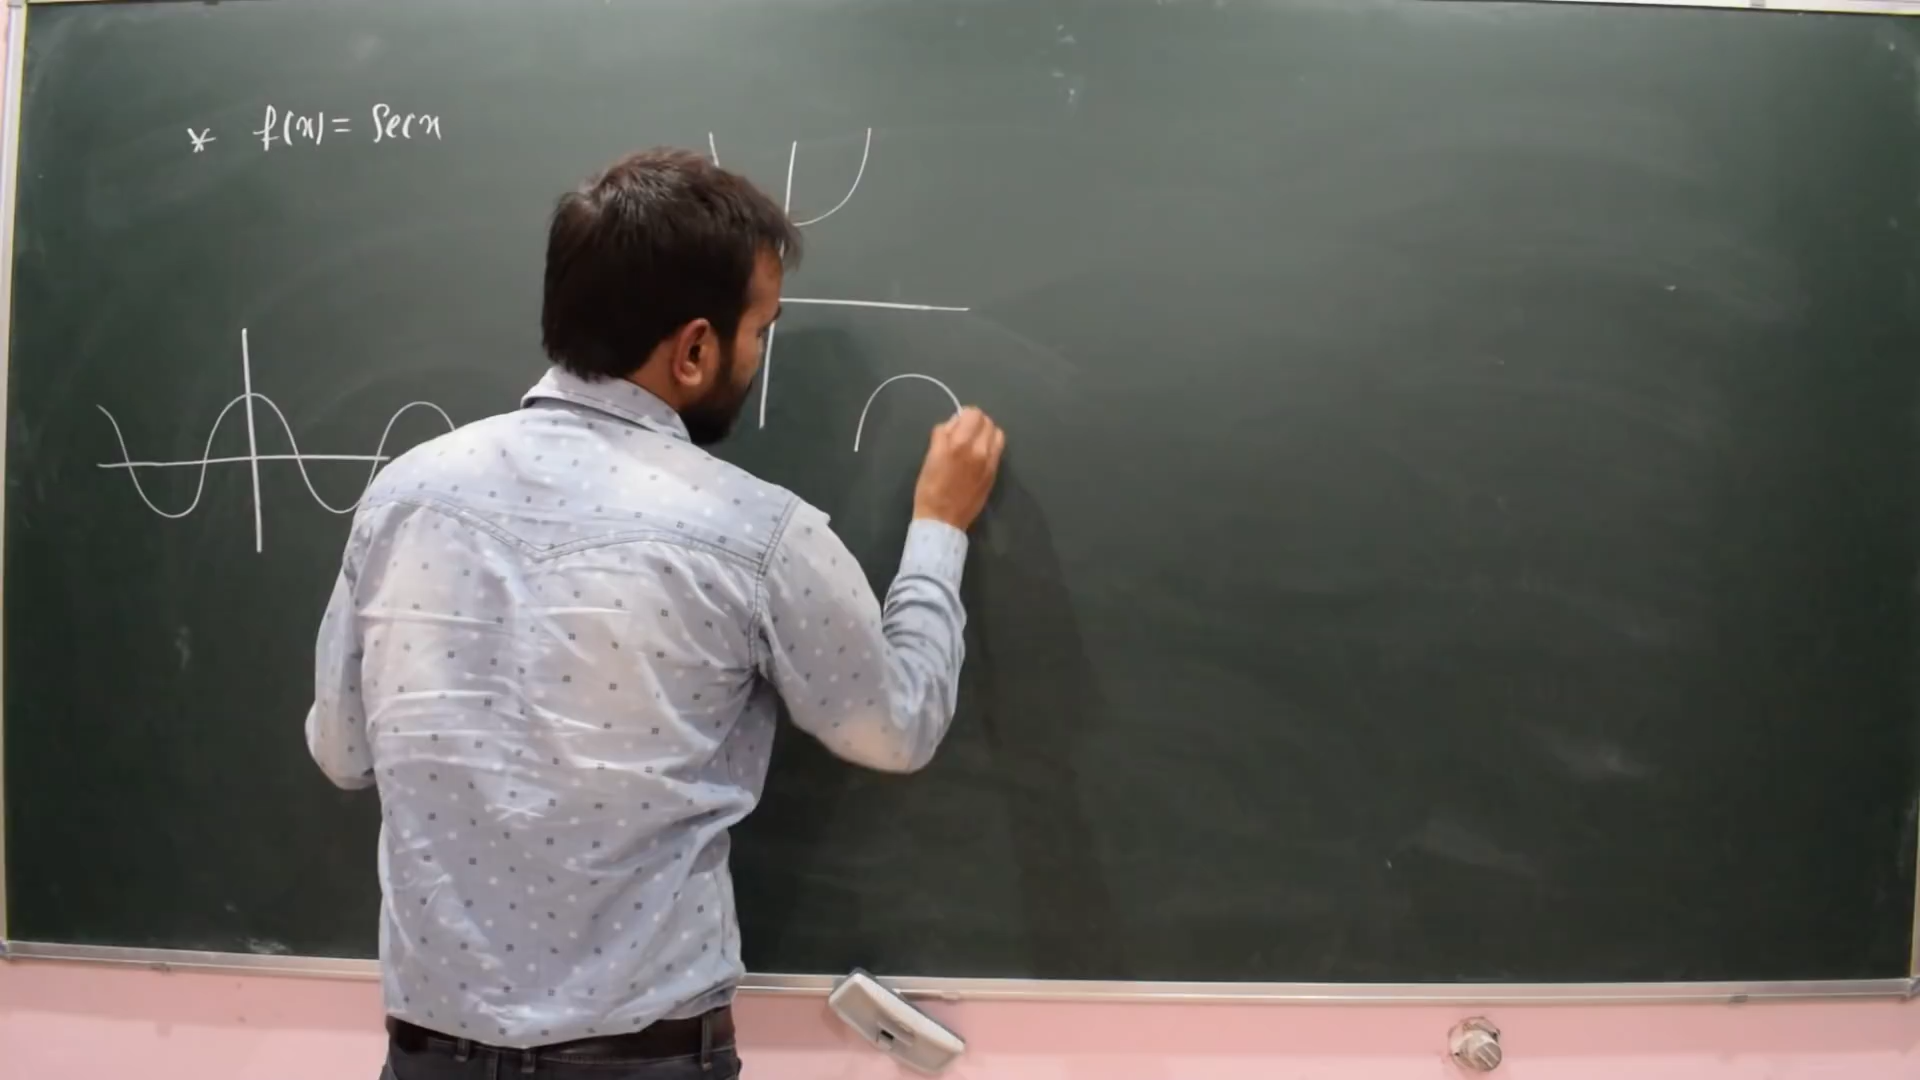 * f(x) = Sec x